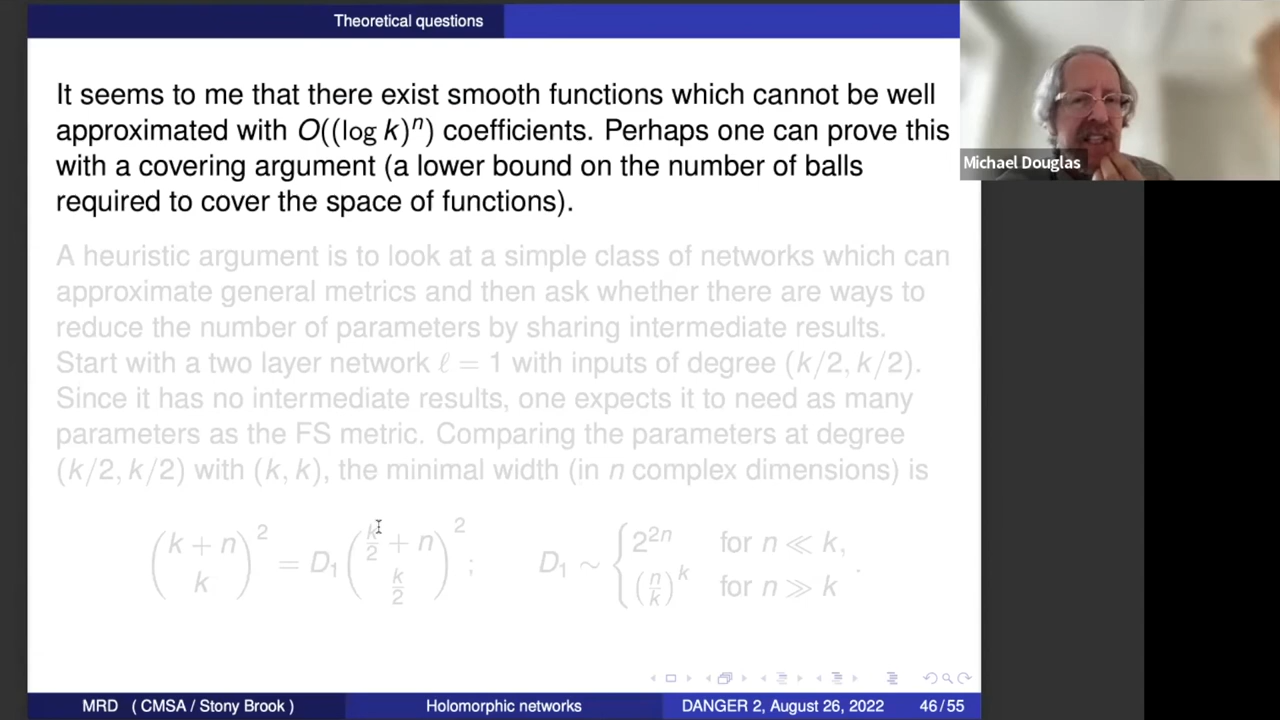 Theoretical questions
It seems to me that there exist smooth functions which cannot be well
approximated with O((log k)ⁿ) coefficients. Perhaps one can prove this
with a covering argument (a lower bound on the number of balls
required to cover the space of functions).
A heuristic argument is to look at a simple class of networks which can
approximate general metrics and then ask whether there are ways to
reduce the number of parameters by sharing intermediate results.
Start with a two layer network ℓ = 1 with inputs of degree (k/2, k/2).
Since it has no intermediate results, one expects it to need as many
parameters as the FS metric. Comparing the parameters at degree
(k/2, k/2) with (k, k), the minimal width (in n complex dimensions) is
(k + n \over k)² = D₁ (k/2 + n \over k/2)²; D₁ ∼ { 2²ⁿ for n ≪ k,
(n/k)ᵏ for n ≫ k .
Michael Douglas
MRD ( CMSA / Stony Brook ) Holomorphic networks DANGER 2, August 26, 2022 46 / 55